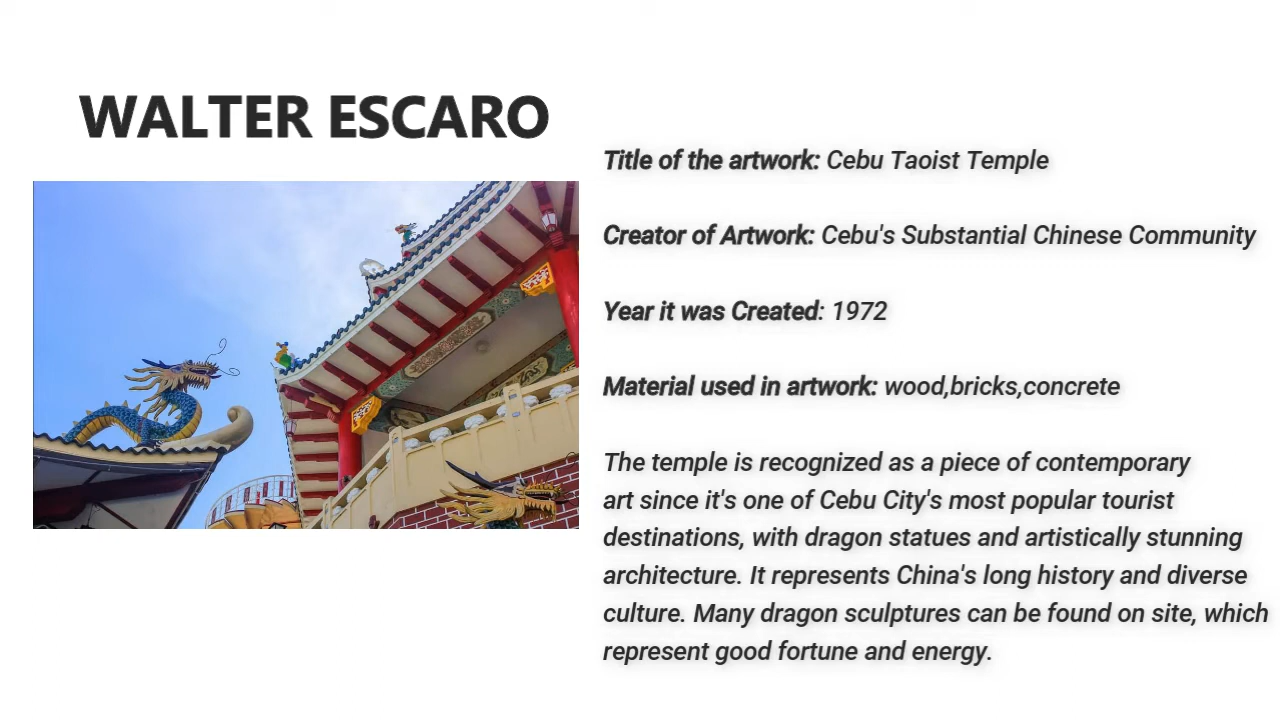 WALTER ESCARO
Title of the artwork: Cebu Taoist Temple
Creator of Artwork: Cebu's Substantial Chinese Community
Year it was Created: 1972
Material used in artwork: wood,bricks,concrete
The temple is recognized as a piece of contemporary
art since it's one of Cebu City's most popular tourist
destinations, with dragon statues and artistically stunning
architecture. It represents China's long history and diverse
culture. Many dragon sculptures can be found on site, which
represent good fortune and energy.